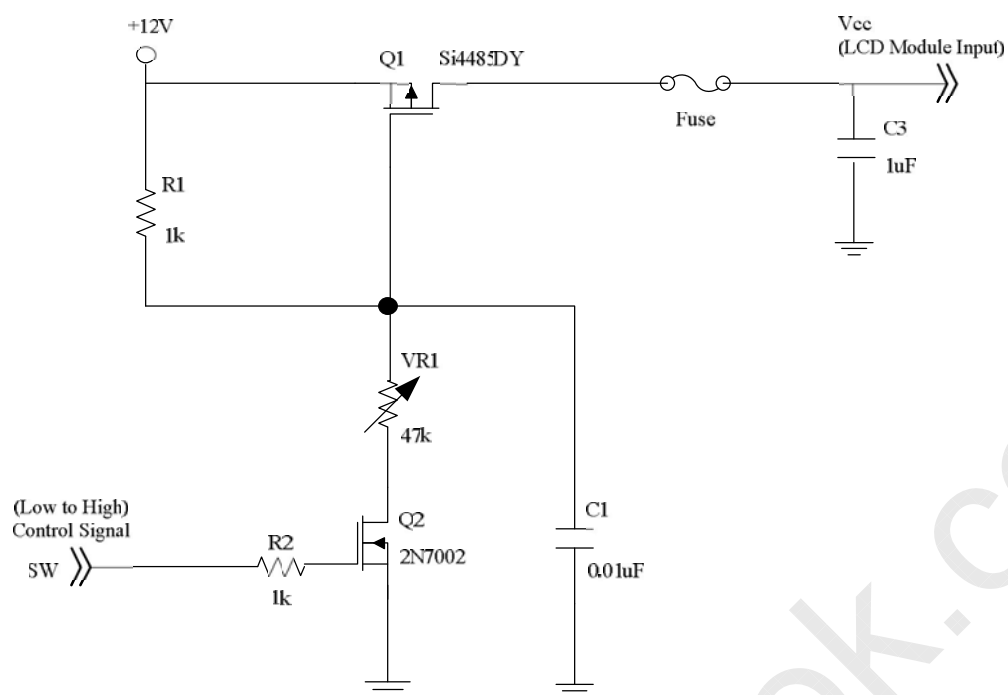 +12V
Q1
Si4485DY
Vcc
(LCD Module Input)
Fuse
C3
1uF
R1
1k
VR1
47k
(Low to High)
Control Signal
SW
R2
1k
Q2
2N7002
C1
0.01uF
ok.c